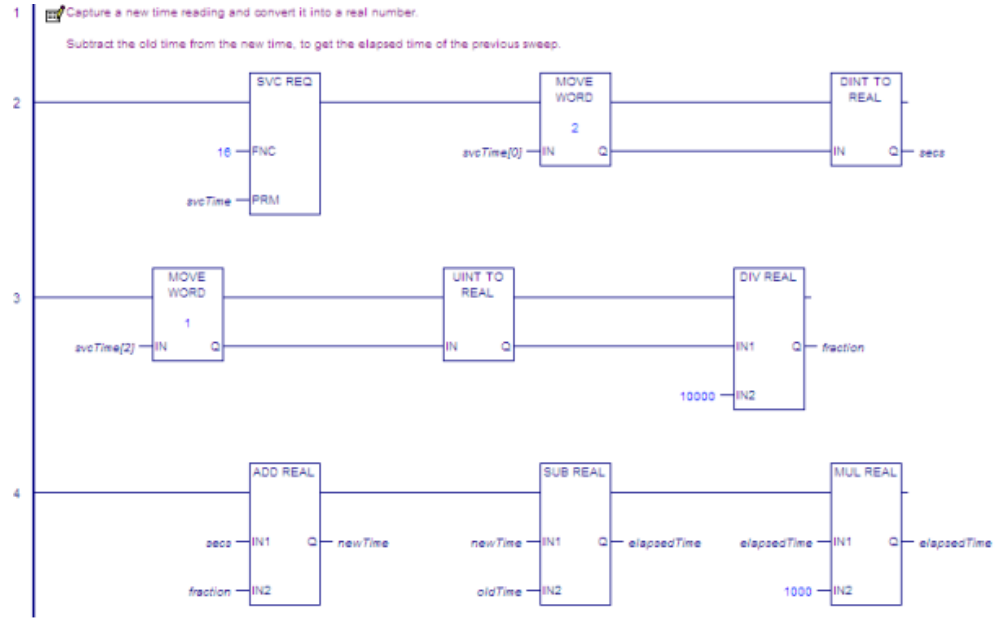 1
Capture a new time reading and convert it into a real number.
Subtract the old time from the new time, to get the elapsed time of the previous sweep.
2
SVC REQ
16
FNC
svcTime
PRM
MOVE
WORD
2
svcTime[0]
IN
Q
DINT TO
REAL
IN
Q
secs
3
MOVE
WORD
1
svcTime[2]
IN
Q
UINT TO
REAL
IN
Q
DIV REAL
IN1
Q
fraction
10000
IN2
4
ADD REAL
secs
IN1
Q
newTime
fraction
IN2
SUB REAL
newTime
IN1
Q
elapsedTime
oldTime
IN2
MUL REAL
elapsedTime
IN1
Q
elapsedTime
1000
IN2